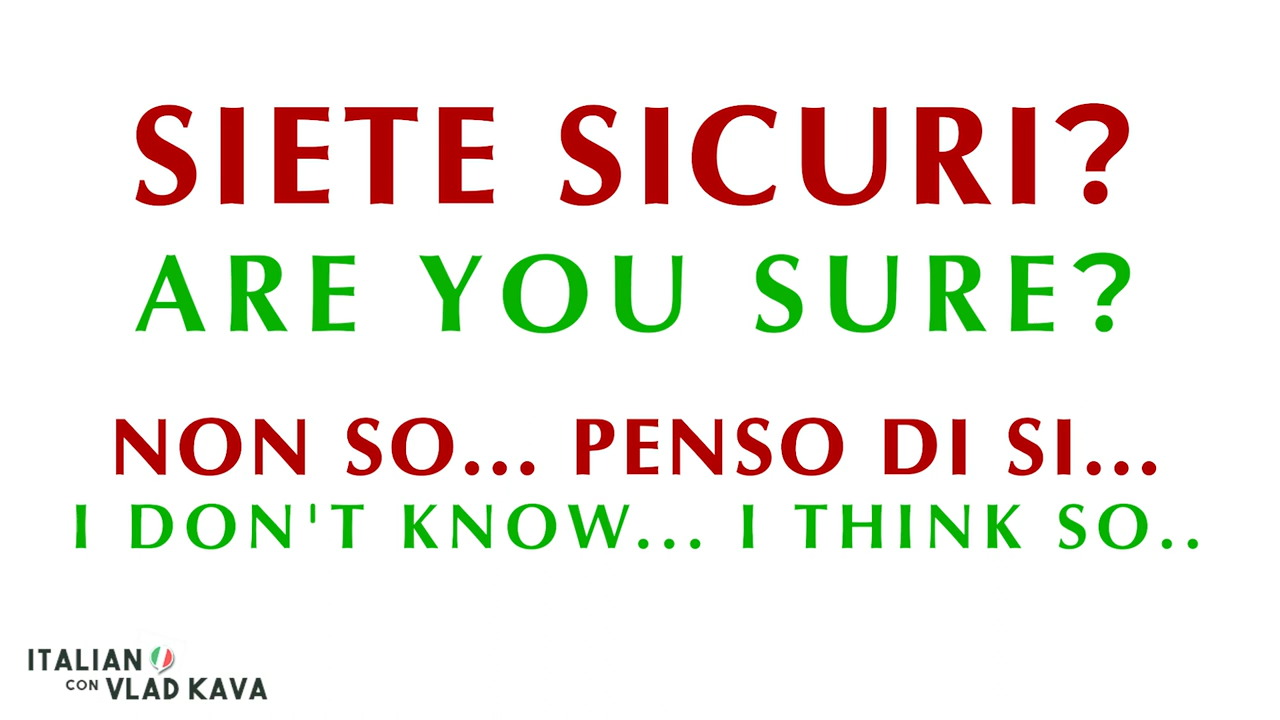 SIETE SICURI?
ARE YOU SURE?
NON SO... PENSO DI SI...
I DON'T KNOW... I THINK SO..
ITALIAN
CON VLAD KAVA